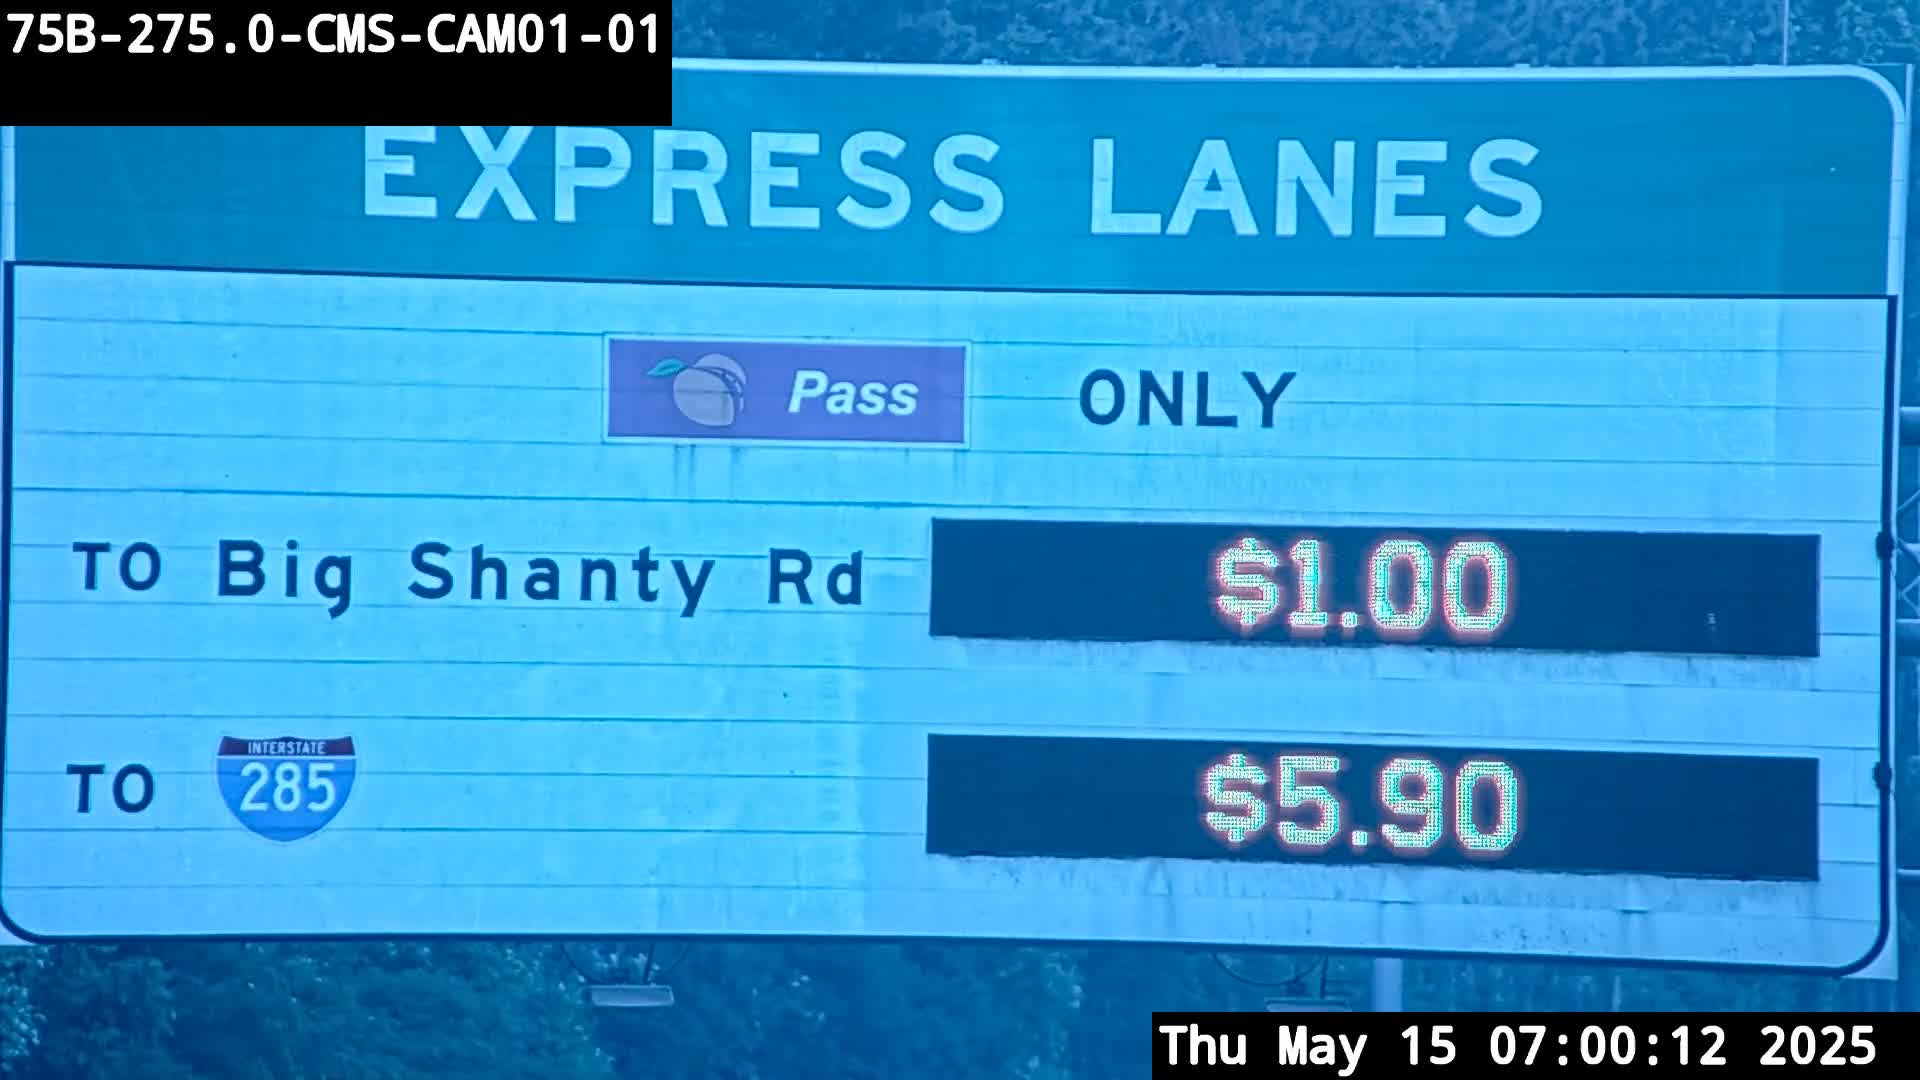 75B-275.0-CMS-CAM01-01
EXPRESS LANES
Pass ONLY
TO Big Shanty Rd $1.00
TO INTERSTATE 285 $5.90
Thu May 15 07:00:12 2025